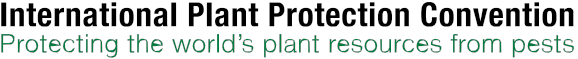 International Plant Protection Convention
Protecting the world’s plant resources from pests